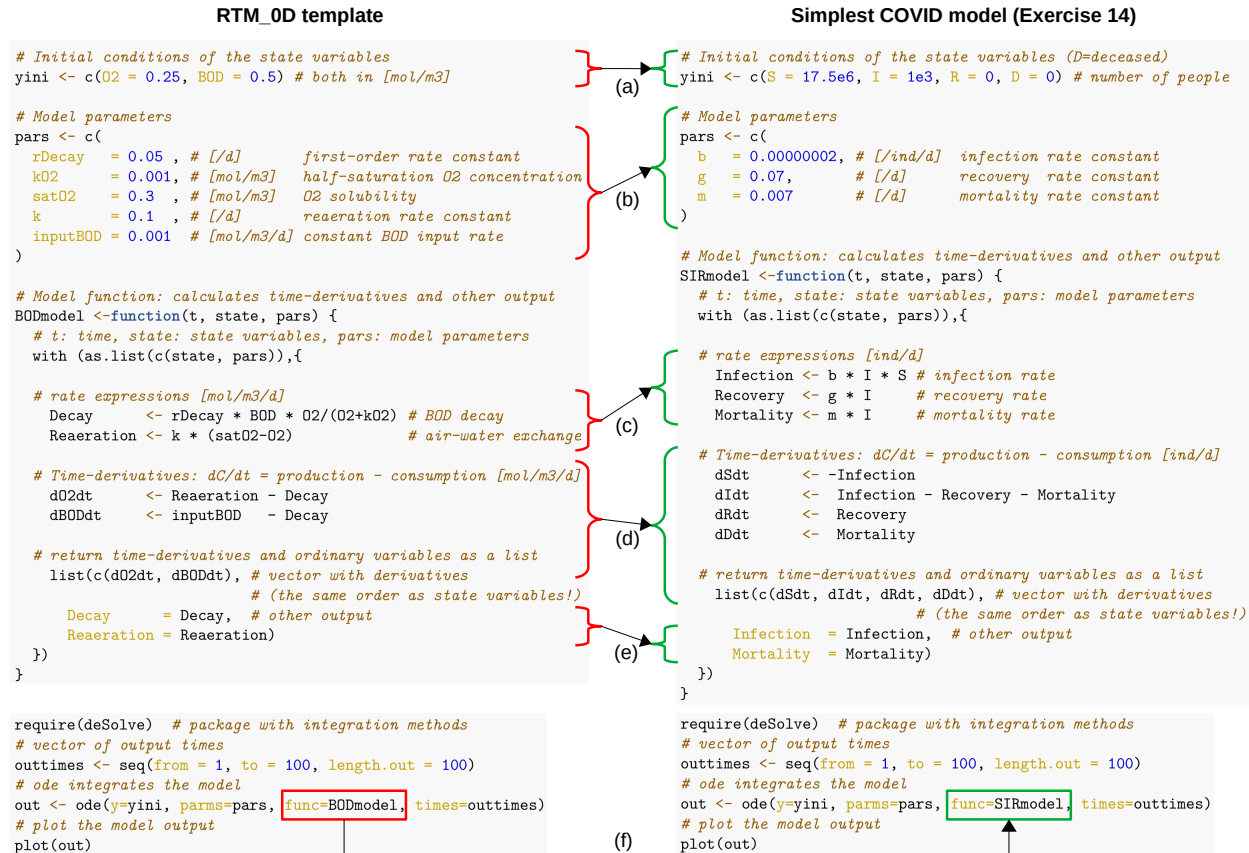 RTM_0D template
# Initial conditions of the state variables
yini <- c(O2 = 0.25, BOD = 0.5) # both in [mol/m3]
# Model parameters
pars <- c(
rDecay = 0.05 , # [/d] first-order rate constant
kO2 = 0.001, # [mol/m3] half-saturation O2 concentration
satO2 = 0.3 , # [mol/m3] O2 solubility
k = 0.1 , # [/d] reaeration rate constant
inputBOD = 0.001 # [mol/m3/d] constant BOD input rate
)
# Model function: calculates time-derivatives and other output
BODmodel <-function(t, state, pars) {
# t: time, state: state variables, pars: model parameters
with (as.list(c(state, pars)),{
# rate expressions [mol/m3/d]
Decay <- rDecay * BOD * O2/(O2+kO2) # BOD decay
Reaeration <- k * (satO2-O2) # air-water exchange
# Time-derivatives: dC/dt = production - consumption [mol/m3/d]
dO2dt <- Reaeration - Decay
dBODdt <- inputBOD - Decay
# return time-derivatives and ordinary variables as a list
list(c(dO2dt, dBODdt), # vector with derivatives
# (the same order as state variables!)
Decay = Decay, # other output
Reaeration = Reaeration)
})
}
require(deSolve) # package with integration methods
# vector of output times
outtimes <- seq(from = 1, to = 100, length.out = 100)
# ode integrates the model
out <- ode(y=yini, parms=pars, func=BODmodel, times=outtimes)
# plot the model output
plot(out)
(a)
(b)
(c)
(d)
(e)
(f)
Simplest COVID model (Exercise 14)
# Initial conditions of the state variables (D=deceased)
yini <- c(S = 17.5e6, I = 1e3, R = 0, D = 0) # number of people
# Model parameters
pars <- c(
b = 0.00000002, # [/ind/d] infection rate constant
g = 0.07, # [/d] recovery rate constant
m = 0.007 # [/d] mortality rate constant
)
# Model function: calculates time-derivatives and other output
SIRmodel <-function(t, state, pars) {
# t: time, state: state variables, pars: model parameters
with (as.list(c(state, pars)),{
# rate expressions [ind/d]
Infection <- b * I * S # infection rate
Recovery <- g * I # recovery rate
Mortality <- m * I # mortality rate
# Time-derivatives: dC/dt = production - consumption [ind/d]
dSdt <- -Infection
dIdt <- Infection - Recovery - Mortality
dRdt <- Recovery
dDdt <- Mortality
# return time-derivatives and ordinary variables as a list
list(c(dSdt, dIdt, dRdt, dDdt), # vector with derivatives
# (the same order as state variables!)
Infection = Infection, # other output
Mortality = Mortality)
})
}
require(deSolve) # package with integration methods
# vector of output times
outtimes <- seq(from = 1, to = 100, length.out = 100)
# ode integrates the model
out <- ode(y=yini, parms=pars, func=SIRmodel, times=outtimes)
# plot the model output
plot(out)